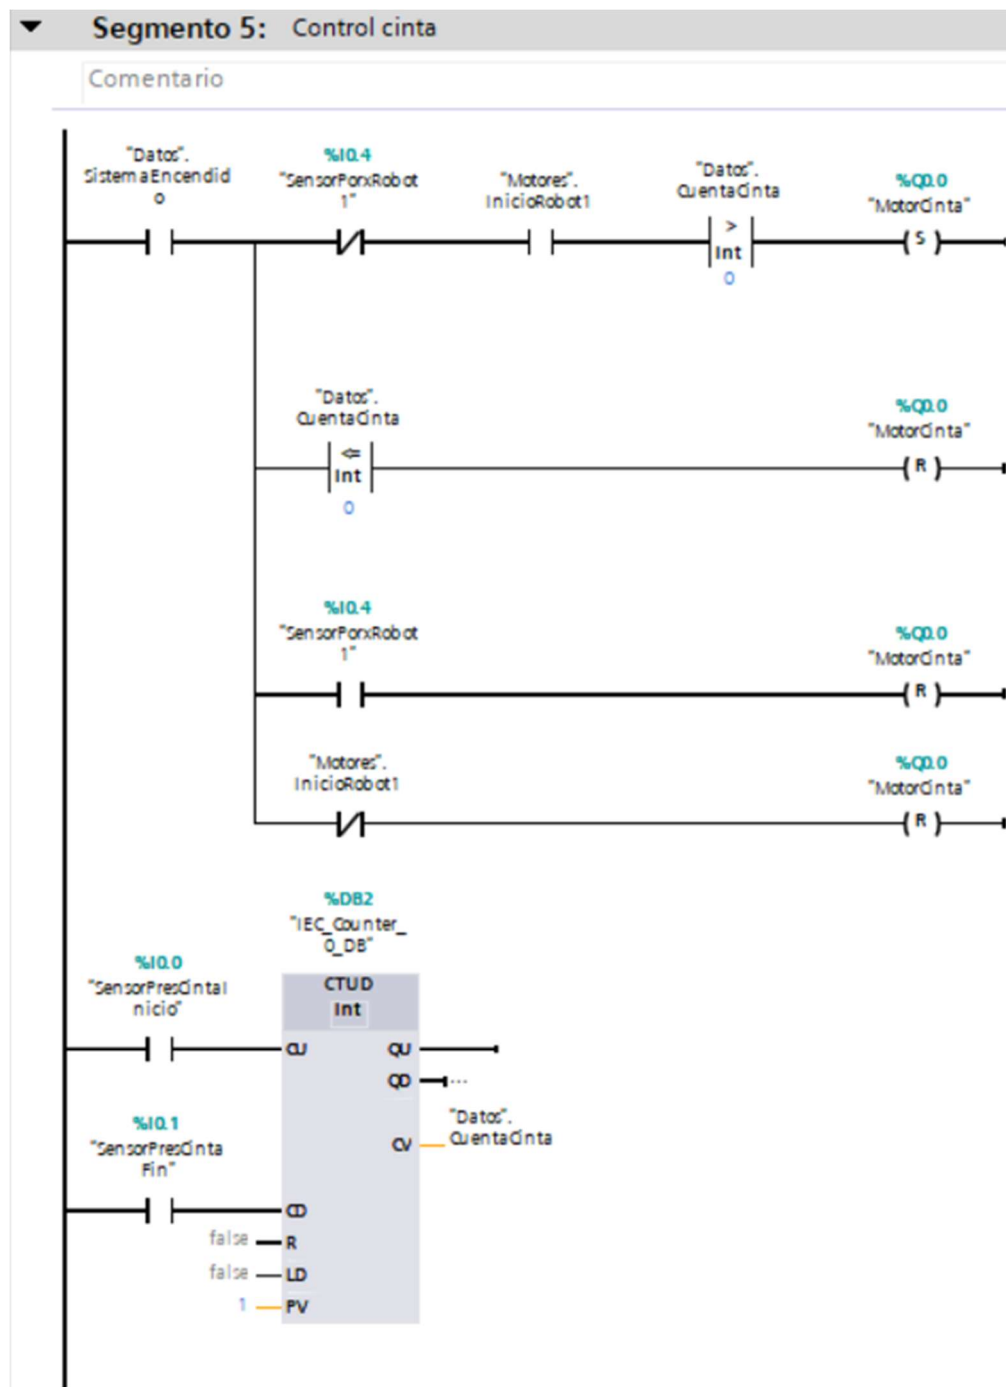 Segmento 5: Control cinta
Comentario
"Datos".
SistemaEncendid
o
%I0.4
"SensorPorxRobot
1"
"Motores".
InicioRobot1
"Datos".
CuentaCinta
>
Int
0
%Q0.0
"MotorCinta"
S
"Datos".
CuentaCinta
<=
Int
0
%Q0.0
"MotorCinta"
R
%I0.4
"SensorPorxRobot
1"
%Q0.0
"MotorCinta"
R
"Motores".
InicioRobot1
%Q0.0
"MotorCinta"
R
%DB2
"IEC_Counter_
0_DB"
%I0.0
"SensorPresCintaI
nicio"
CTUD
Int
CU
QU
QD
...
%I0.1
"SensorPresCinta
Fin"
CV
"Datos".
CuentaCinta
CD
false
R
false
LD
1
PV